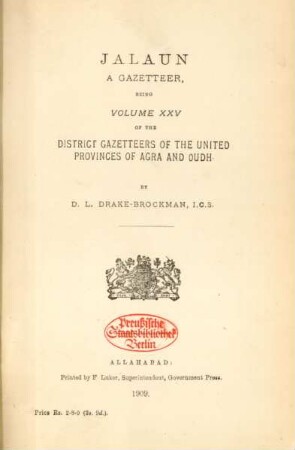 JALAUN
A GAZETTEER,
BEING
VOLUME XXV
OF THE
DISTRICT GAZETTEERS OF THE UNITED
PROVINCES OF AGRA AND OUDH
BY
D. L. DRAKE-BROCKMAN, I.C.S.
Preußische
Staatsbibliothek
Berlin
ALLAHABAD:
Printed by F. Luker, Superintendent, Government Press.
1909.
Price Rs. 2-8-0 (3s. 9d.).